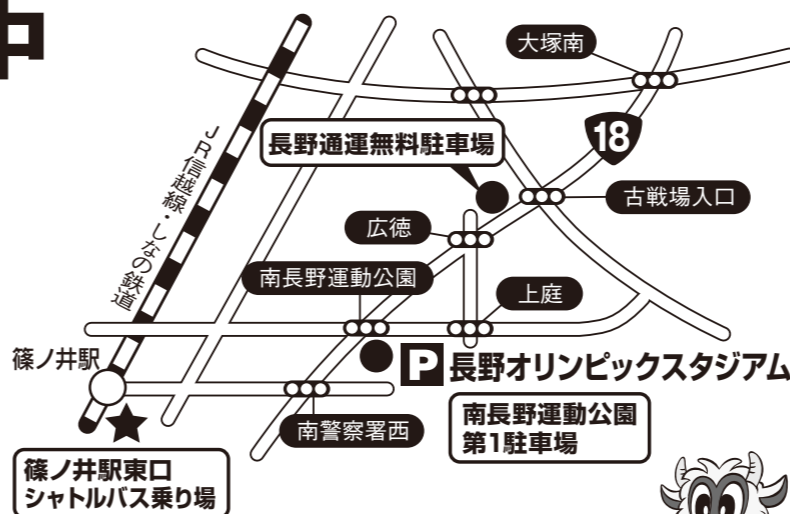 中
大塚南
18
長野通運無料駐車場
古戦場入口
JR信越線・しなの鉄道
広徳
南長野運動公園
上庭
篠ノ井駅
P 長野オリンピックスタジアム
南長野運動公園
第1駐車場
南警察署西
篠ノ井駅東口
シャトルバス乗り場